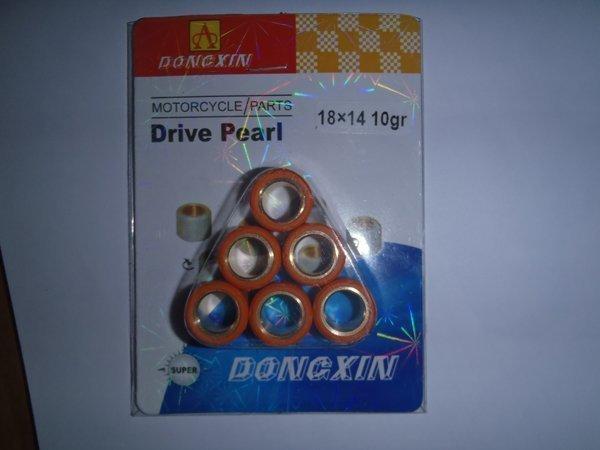 DONGXIN
MOTORCYCLE/PARTS
Drive Pearl
18×14 10gr
SUPER
DONGXIN